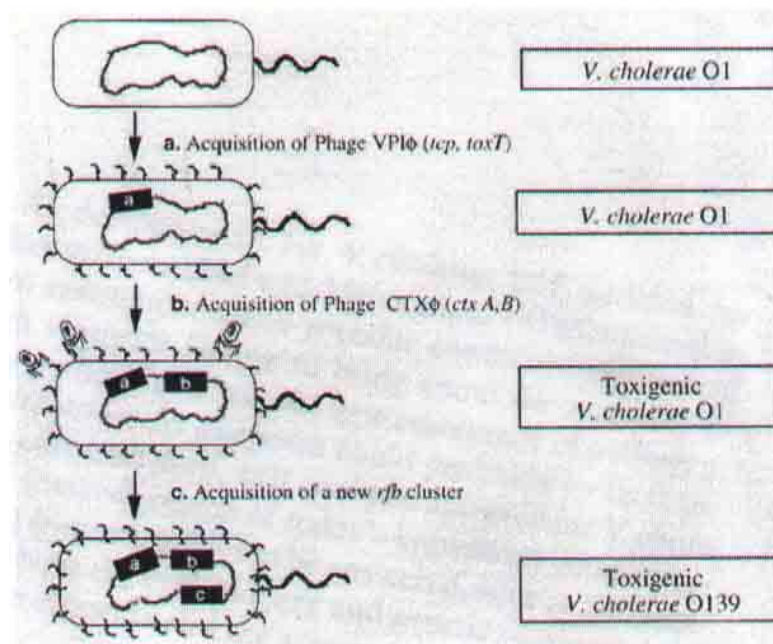 V. cholerae O1
a. Acquisition of Phage VPIϕ (tcp, toxT)
a
V. cholerae O1
b. Acquisition of Phage CTXϕ (ctx A,B)
a b
Toxigenic
V. cholerae O1
c. Acquisition of a new rfb cluster
a b
c
Toxigenic
V. cholerae O139